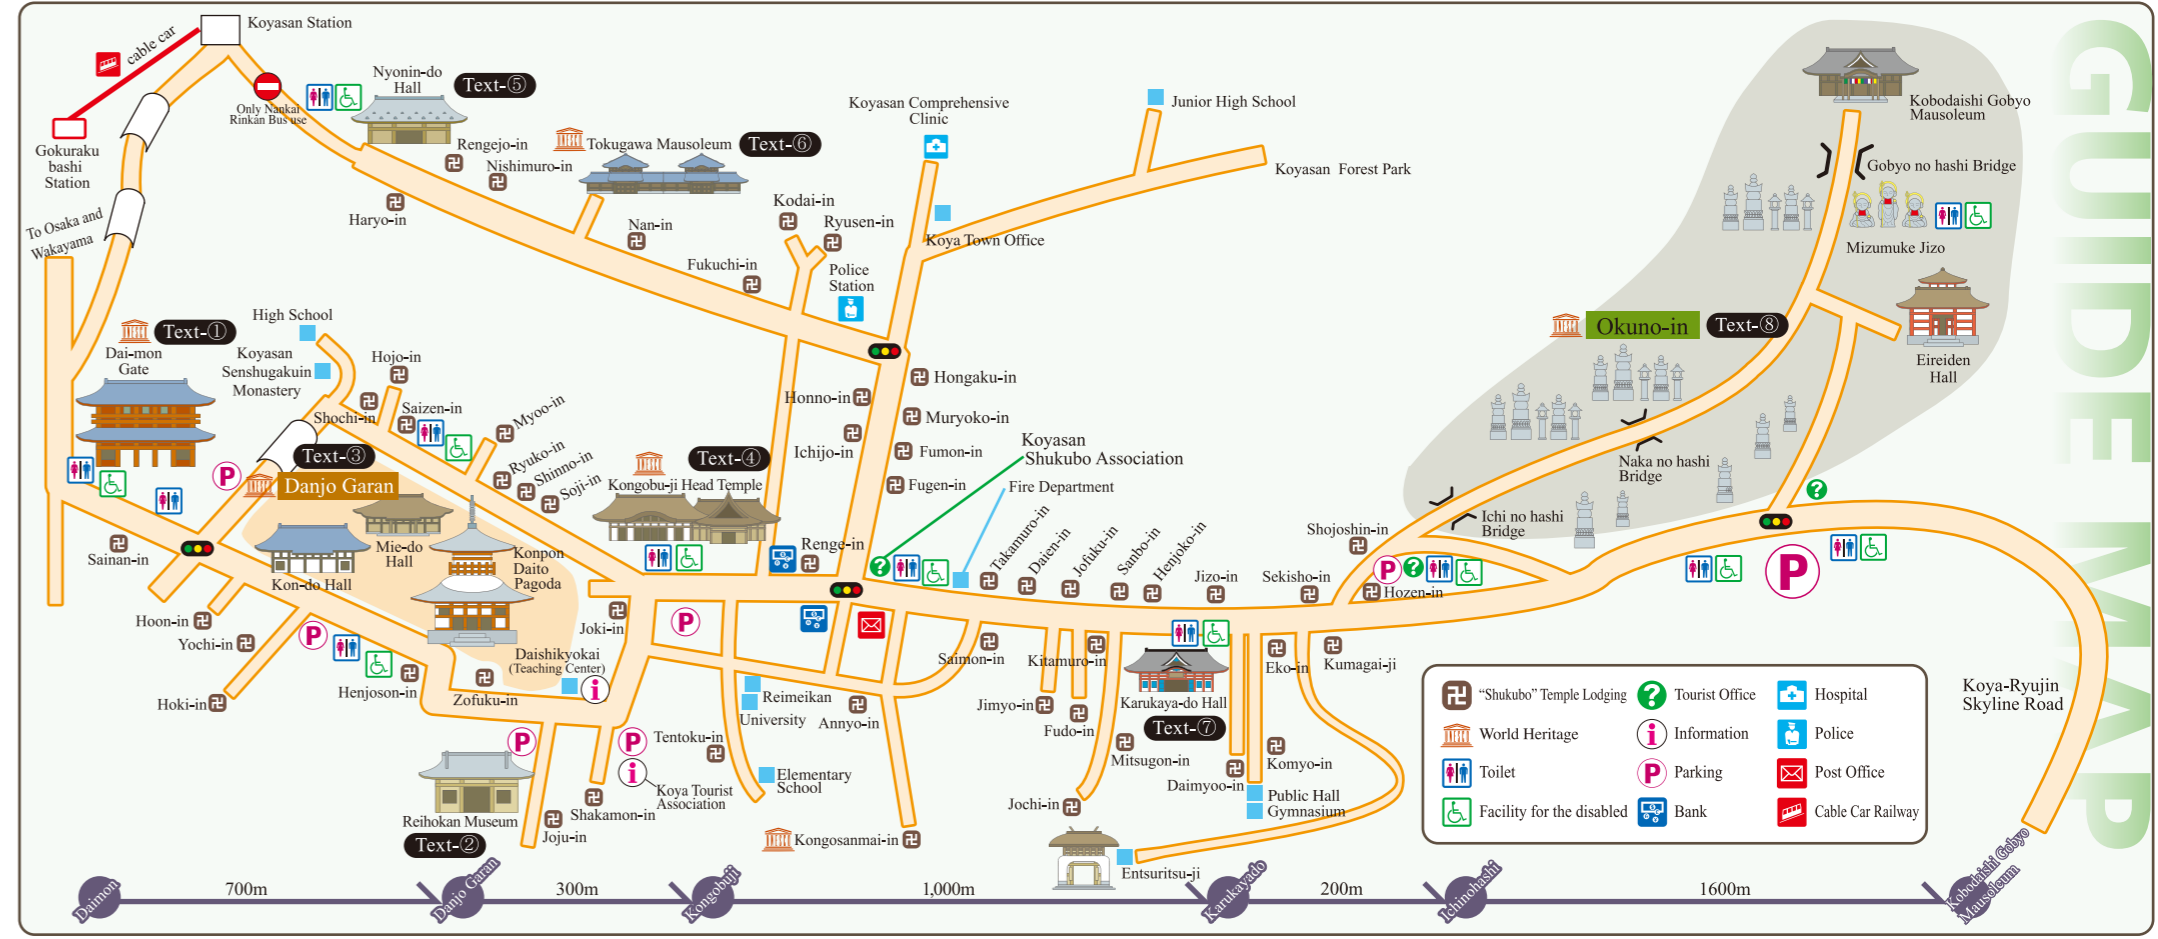 GUIDE MAP
Koyasan Station
cable car
Only Nankai
Rinkan Bus use
Gokuraku
bashi
Station
To Osaka and
Wakayama
Nyonin-do
Hall
Text-⑤
Rengejo-in
Nishimuro-in
Haryo-in
Tokugawa Mausoleum
Text-⑥
Nan-in
Fukuchi-in
Kodai-in
Ryusen-in
Police
Station
Koyasan Comprehensive
Clinic
Koya Town Office
Junior High School
Koyasan Forest Park
Kobodaishi Gobyo
Mausoleum
Gobyo no hashi Bridge
Mizumuke Jizo
Eireiden
Hall
Okuno-in
Text-⑧
Naka no hashi
Bridge
Ichi no hashi
Bridge
Text-①
Dai-mon
Gate
High School
Koyasan
Senshugakuin
Monastery
Hojo-in
Shochi-in
Saizen-in
Myoo-in
Ryuko-in
Shinno-in
Soji-in
Text-③
Danjo Garan
Mie-do
Hall
Kon-do Hall
Konpon
Daito
Pagoda
Text-④
Kongobu-ji Head Temple
Honno-in
Ichijo-in
Hongaku-in
Muryoko-in
Fumon-in
Fugen-in
Koyasan
Shukubo Association
Fire Department
Renge-in
Takamuro-in
Daien-in
Jofuku-in
Sanbo-in
Henjoko-in
Jizo-in
Sekisho-in
Shojoshin-in
Hozen-in
Sainan-in
Hoon-in
Yochi-in
Hoki-in
Henjoson-in
Zofuku-in
Joki-in
Daishikyokai
(Teaching Center)
Reimeikan
University
Annyo-in
Saimon-in
Kitamuro-in
Jimyo-in
Fudo-in
Karukaya-do Hall
Text-⑦
Mitsugon-in
Jochi-in
Eko-in
Kumagai-ji
Komyo-in
Daimyoo-in
Public Hall
Gymnasium
Entsuritsu-ji
Tentoku-in
Koya Tourist
Association
Elementary
School
Kongosanmai-in
Reihokan Museum
Text-②
Shakamon-in
Joju-in
Koya-Ryujin
Skyline Road
“Shukubo” Temple Lodging
Tourist Office
Hospital
World Heritage
Information
Police
Toilet
Parking
Post Office
Facility for the disabled
Bank
Cable Car Railway
P
P
P
P
P
P
P
P
Daimon
700m
Danjo Garan
300m
Kongobuji
1,000m
Karukayado
200m
Ichinohashi
1600m
Kobodaishi Gobyo
Mausoleum